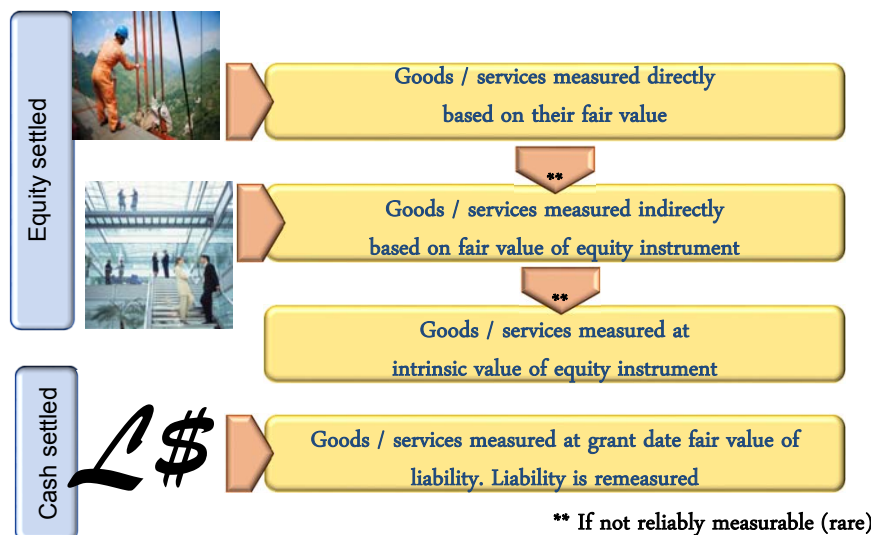 Equity settled
Goods / services measured directly
based on their fair value
**
Goods / services measured indirectly
based on fair value of equity instrument
**
Goods / services measured at
intrinsic value of equity instrument
Cash settled
£$
Goods / services measured at grant date fair value of
liability. Liability is remeasured
** If not reliably measurable (rare)